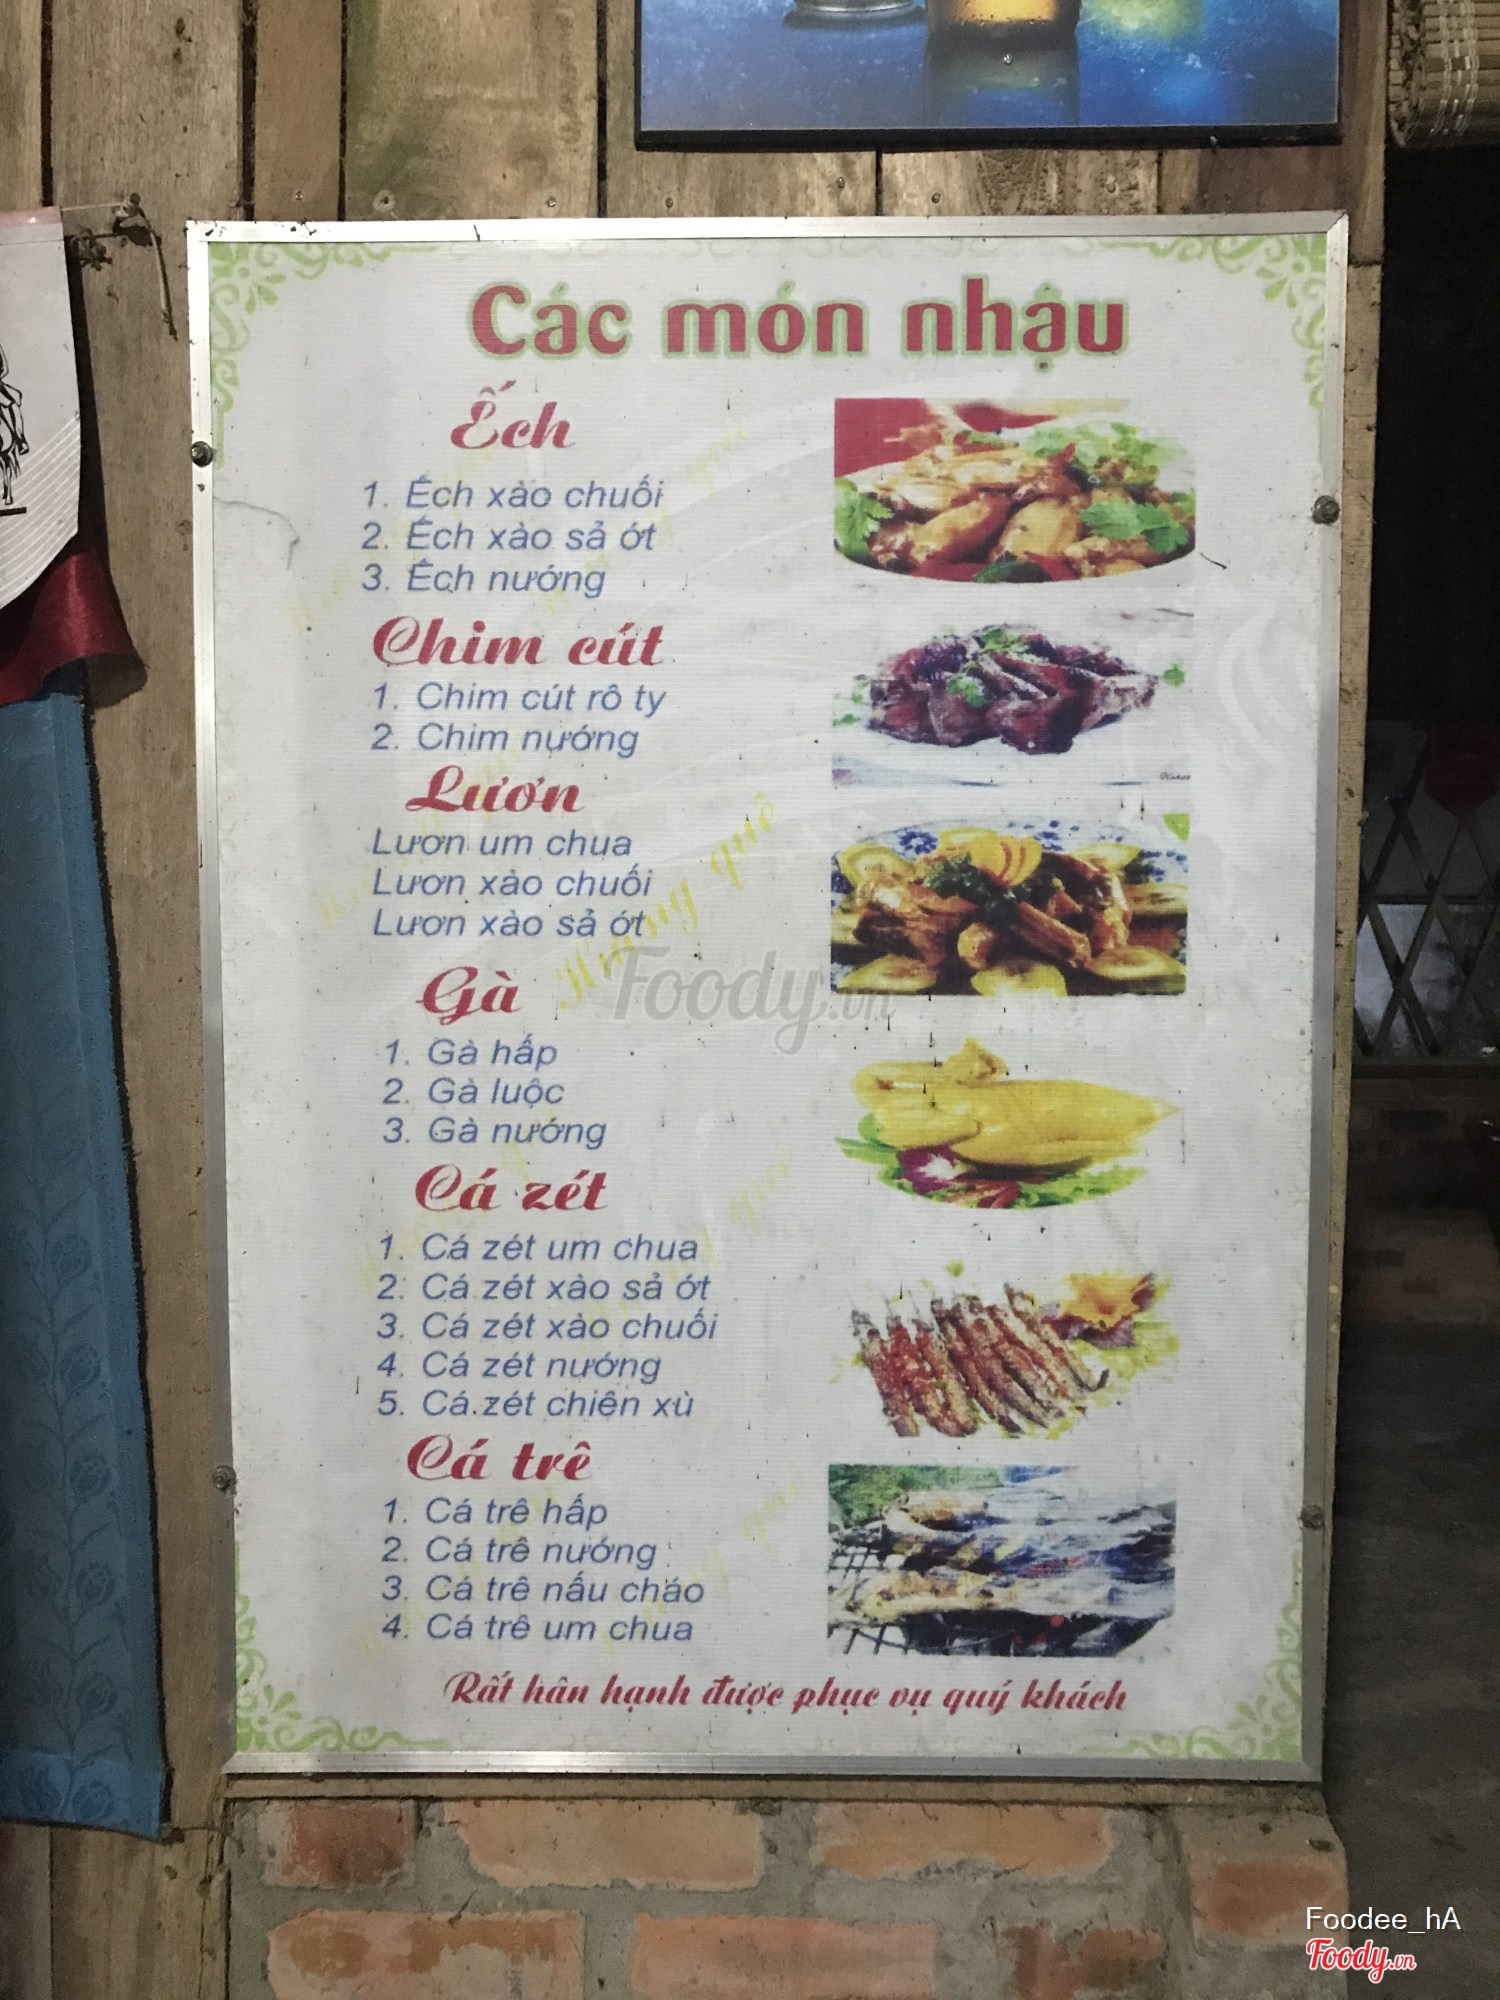 Các món nhậu
Ếch
1. Ếch xào chuối
2. Ếch xào sả ớt
3. Ếch nướng
Chim cút
1. Chim cút rô ty
2. Chim nướng
Lươn
Lươn um chua
Lươn xào chuối
Lươn xào sả ớt
Hương quê
Foody.vn
Gà
1. Gà hấp
2. Gà luộc
3. Gà nướng
Cá zét
1. Cá zét um chua
2. Cá zét xào sả ớt
3. Cá zét xào chuối
4. Cá zét nướng
5. Cá zét chiên xù
Cá trê
1. Cá trê hấp
2. Cá trê nướng
3. Cá trê nấu cháo
4. Cá trê um chua
Rất hân hạnh được phục vụ quý khách
Foodee_hA
Foody.vn